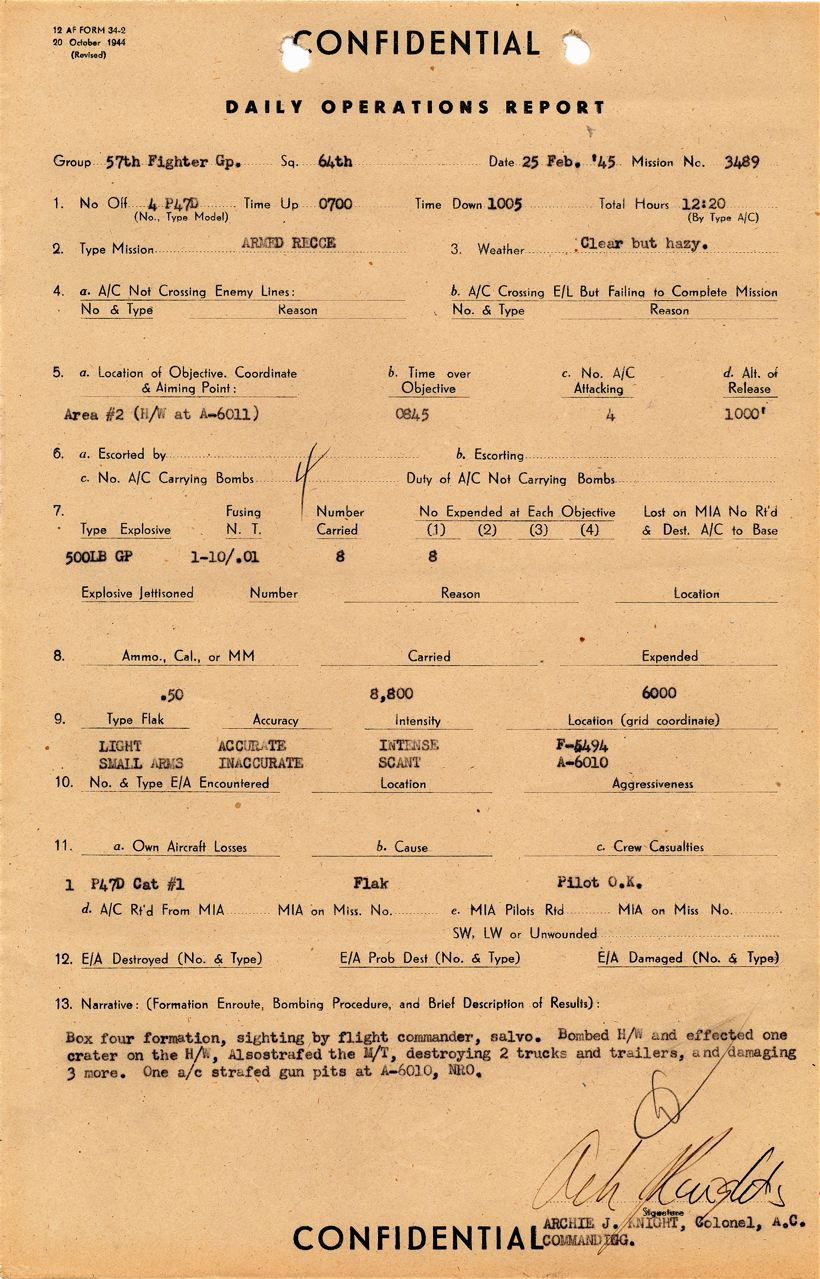 12 AF FORM 34-2
20 October 1944
(Revised)
CONFIDENTIAL
DAILY OPERATIONS REPORT
Group 57th Fighter Gp. Sq. 64th Date 25 Feb. '45 Mission No. 3489
1. No Off 4 P47D Time Up 0700 Time Down 1005 Total Hours 12:20
(No., Type Model) (By Type A/C)
2. Type Mission ARMED RECCE 3. Weather Clear but hazy.
4. a. A/C Not Crossing Enemy Lines: b. A/C Crossing E/L But Failing to Complete Mission
No & Type Reason No. & Type Reason
5. a. Location of Objective. Coordinate b. Time over c. No. A/C d. Alt. of
& Aiming Point: Objective Attacking Release
Area #2 (H/W at A-6011) 0845 4 1000'
6. a. Escorted by b. Escorting
c. No. A/C Carrying Bombs 4 Duty of A/C Not Carrying Bombs
7. Fusing Number No Expended at Each Objective Lost on MIA No Rt'd
Type Explosive N. T. Carried (1) (2) (3) (4) & Dest. A/C to Base
500LB GP 1-10/.01 8 8
Explosive Jettisoned Number Reason Location
8. Ammo., Cal., or MM Carried Expended
.50 8,800 6000
9. Type Flak Accuracy Intensity Location (grid coordinate)
LIGHT ACCURATE INTENSE F-5494
SMALL ARMS INACCURATE SCANT A-6010
10. No. & Type E/A Encountered Location Aggressiveness
11. a. Own Aircraft Losses b. Cause c. Crew Casualties
1 P47D Cat #1 Flak Pilot O.K.
d. A/C Rt'd From MIA MIA on Miss. No. e. MIA Pilots Rtd MIA on Miss No.
SW, LW or Unwounded
12. E/A Destroyed (No. & Type) E/A Prob Dest (No. & Type) E/A Damaged (No. & Type)
13. Narrative: (Formation Enroute, Bombing Procedure, and Brief Description of Results):
Box four formation, sighting by flight commander, salvo. Bombed H/W and effected one
crater on the H/W, Alsostrafed the M/T, destroying 2 trucks and trailers, and damaging
3 more. One a/c strafed gun pits at A-6010, NRO.
Signature
ARCHIE J. KNIGHT, Colonel, A.C.
CONFIDENTIAL COMMANDING.